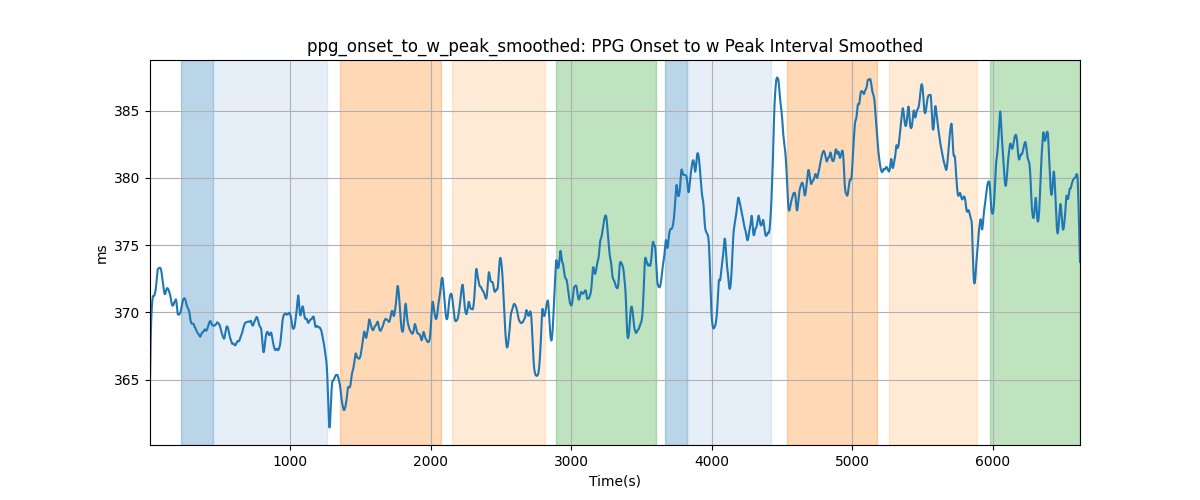 ppg_onset_to_w_peak_smoothed: PPG Onset to w Peak Interval Smoothed
385
380
375
370
365
ms
1000 2000 3000 4000 5000 6000
Time(s)